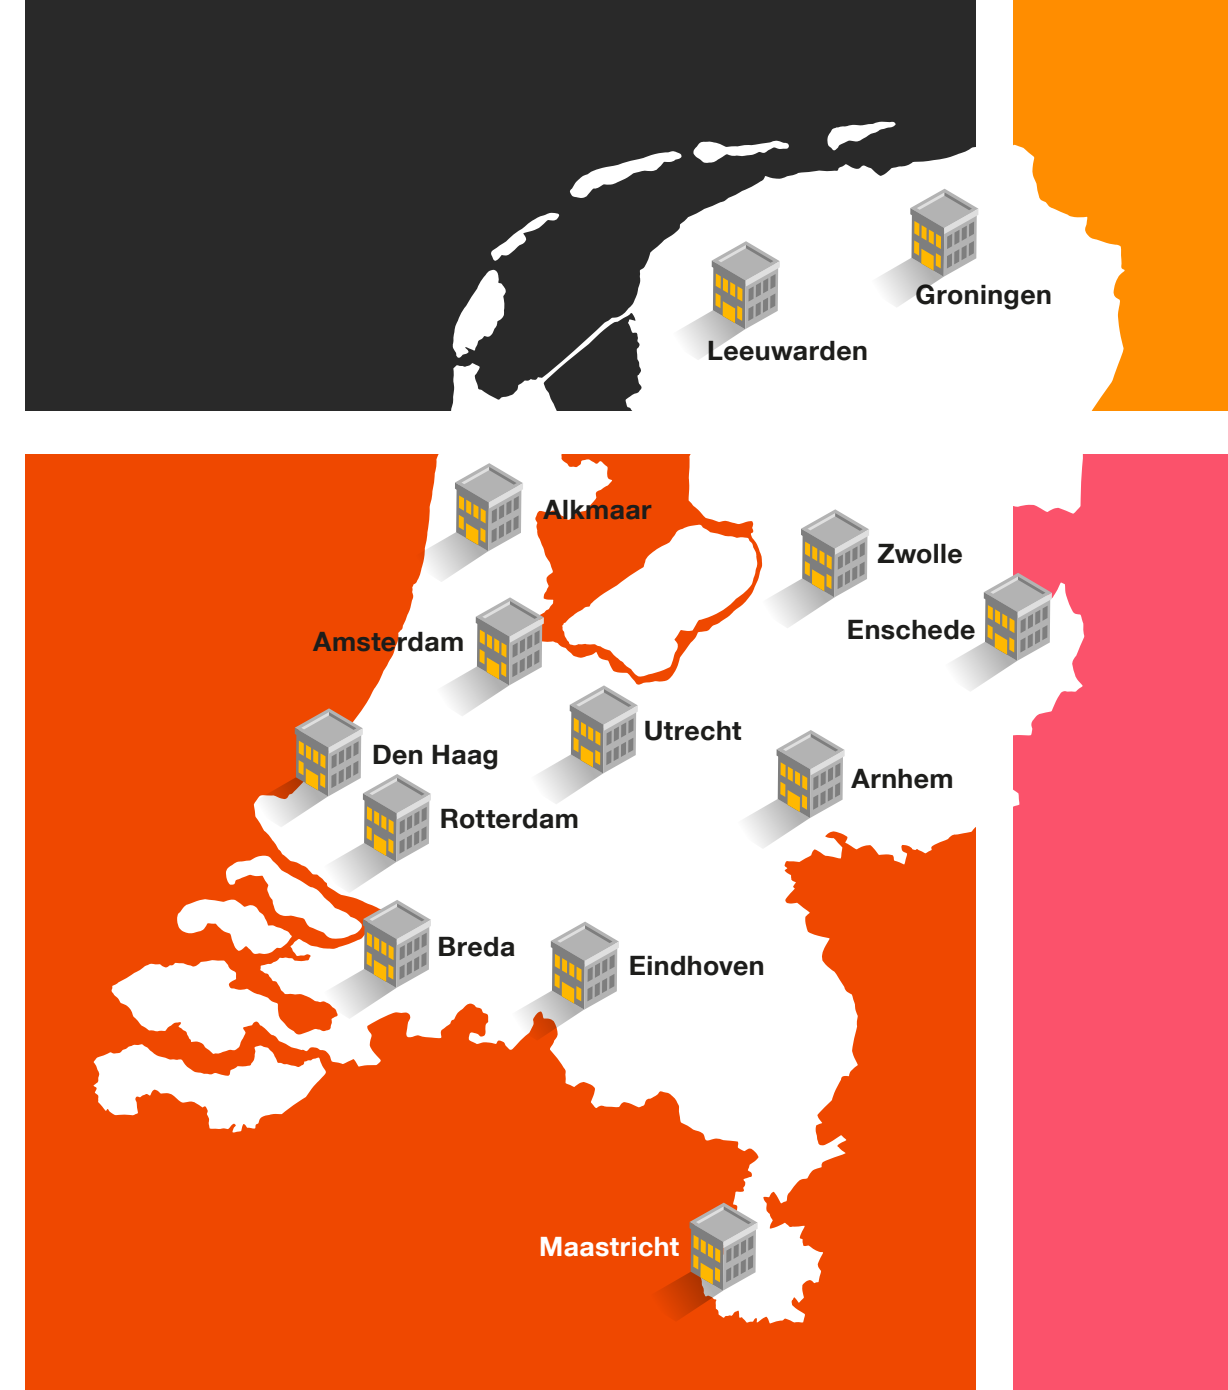 Groningen
Leeuwarden
Alkmaar
Zwolle
Enschede
Amsterdam
Utrecht
Den Haag
Arnhem
Rotterdam
Breda
Eindhoven
Maastricht